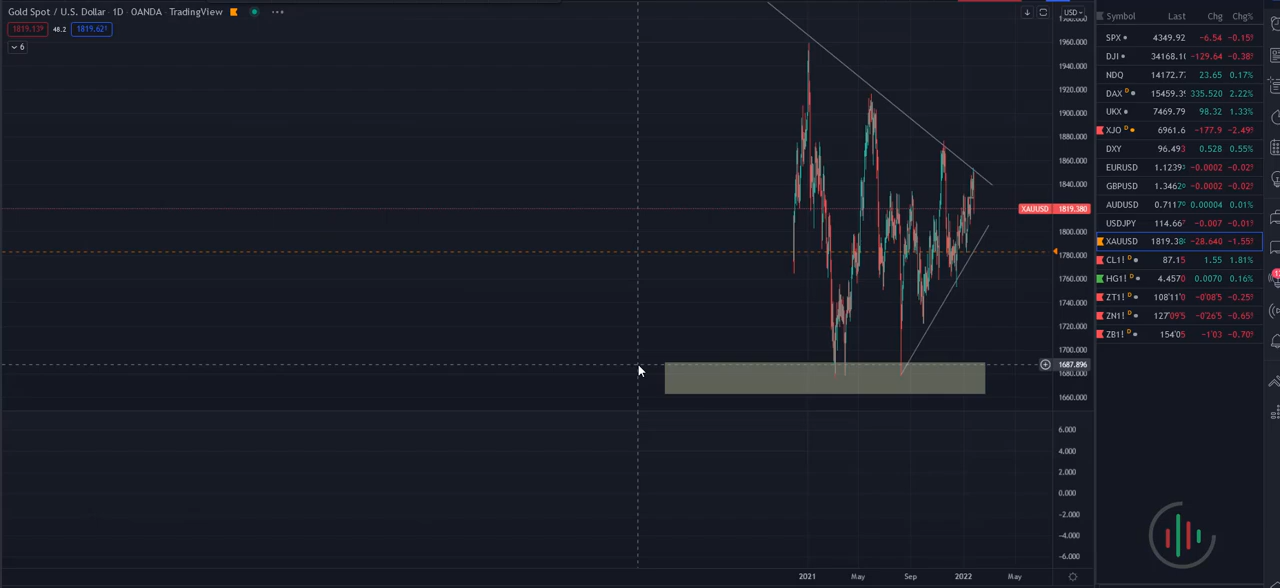 Gold Spot / U.S. Dollar · 1D · OANDA · TradingView
USD
1819.139 48.2 1819.621
6
1960.000
1940.000
1920.000
1900.000
1880.000
1860.000
1840.000
XAUUSD 1819.380
1800.000
1780.000
1760.000
1740.000
1720.000
1700.000
1687.896
1680.000
1660.000
6.000
4.000
2.000
0.000
-2.000
-4.000
-6.000
2021 May Sep 2022 May
Symbol Last Chg Chg%
SPX 4349.92 -6.54 -0.15%
DJI 34168.10 -129.64 -0.38%
NDQ 14172.77 23.65 0.17%
DAX D 15459.39 335.520 2.22%
UKX 7469.79 98.32 1.33%
XJO D 6961.6 -177.9 -2.49%
DXY 96.493 0.528 0.55%
EURUSD 1.1239 -0.0002 -0.02%
GBPUSD 1.3462 -0.0002 -0.02%
AUDUSD 0.7117 0.00004 0.01%
USDJPY 114.667 -0.007 -0.01%
XAUUSD 1819.380 -28.640 -1.55%
CL1! D 87.15 1.55 1.81%
HG1! D 4.4570 0.0070 0.16%
ZT1! D 108'11'0 -0'08'5 -0.25%
ZN1! D 127'09'5 -0'26'5 -0.65%
ZB1! D 154'05 -1'03 -0.70%